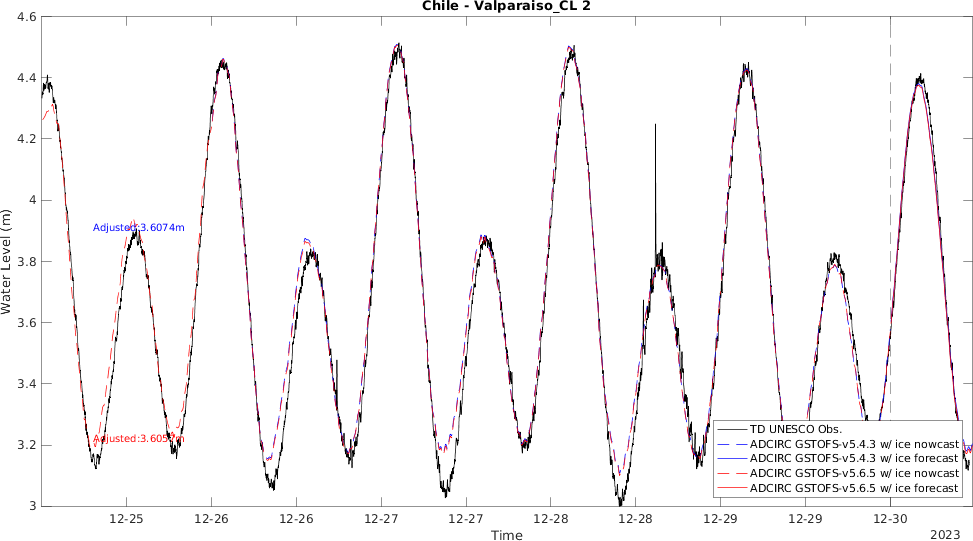 Chile - Valparaiso_CL 2
4.6
4.4
4.2
4
3.8
3.6
3.4
3.2
3
Water Level (m)
Adjusted:3.6074m
Adjusted:3.605
TD UNESCO Obs.
ADCIRC GSTOFS-v5.4.3 w/ ice nowcast
ADCIRC GSTOFS-v5.4.3 w/ ice forecast
ADCIRC GSTOFS-v5.6.5 w/ ice nowcast
ADCIRC GSTOFS-v5.6.5 w/ ice forecast
12-25 12-26 12-26 12-27 12-27 12-28 12-28 12-29 12-29 12-30
Time
2023